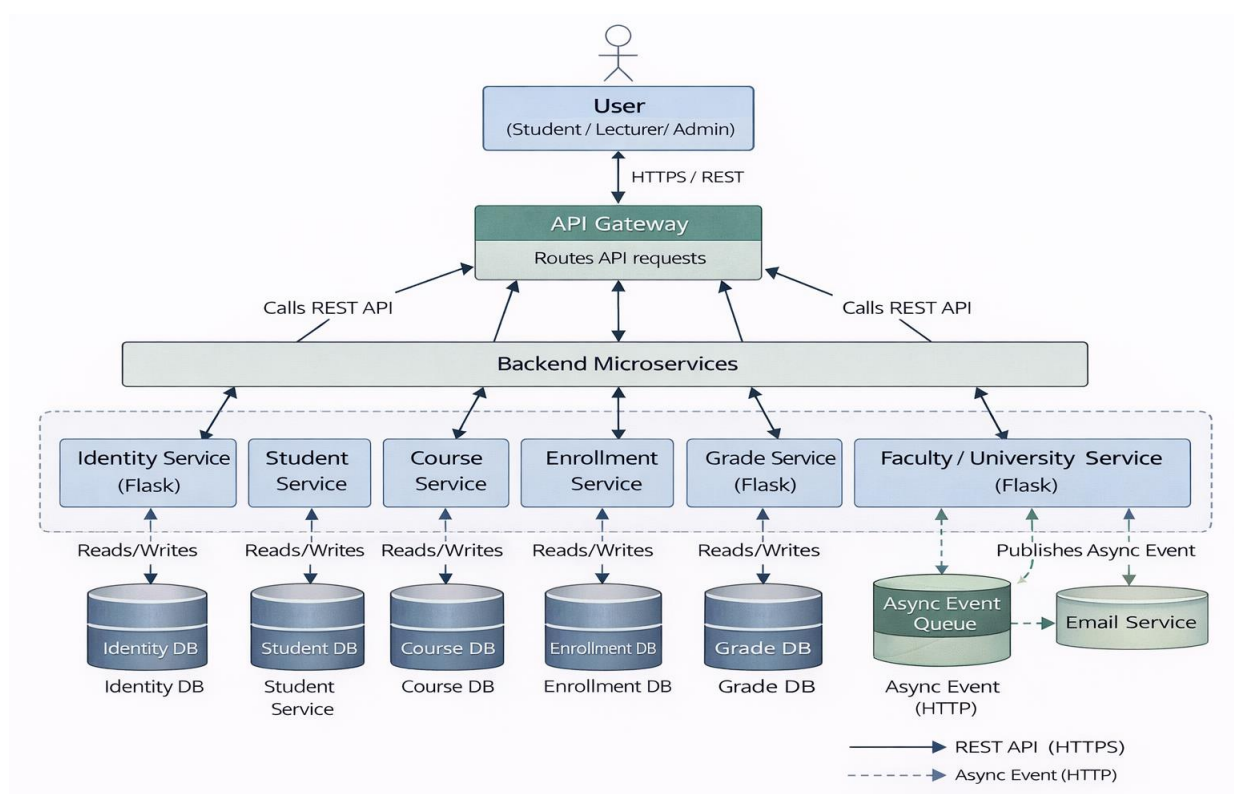 User
(Student / Lecturer/ Admin)
HTTPS / REST
API Gateway
Routes API requests
Calls REST API
Calls REST API
Backend Microservices
Identity Service
(Flask)
Student
Service
Course
Service
Enrollment
Service
Grade Service
(Flask)
Faculty / University Service
(Flask)
Reads/Writes
Reads/Writes
Reads/Writes
Reads/Writes
Reads/Writes
Publishes Async Event
Identity DB
Student DB
Course DB
Enrollment DB
Grade DB
Async Event
Queue
Email Service
Identity DB
Student
Service
Course DB
Enrollment DB
Grade DB
Async Event
(HTTP)
REST API (HTTPS)
Async Event (HTTP)